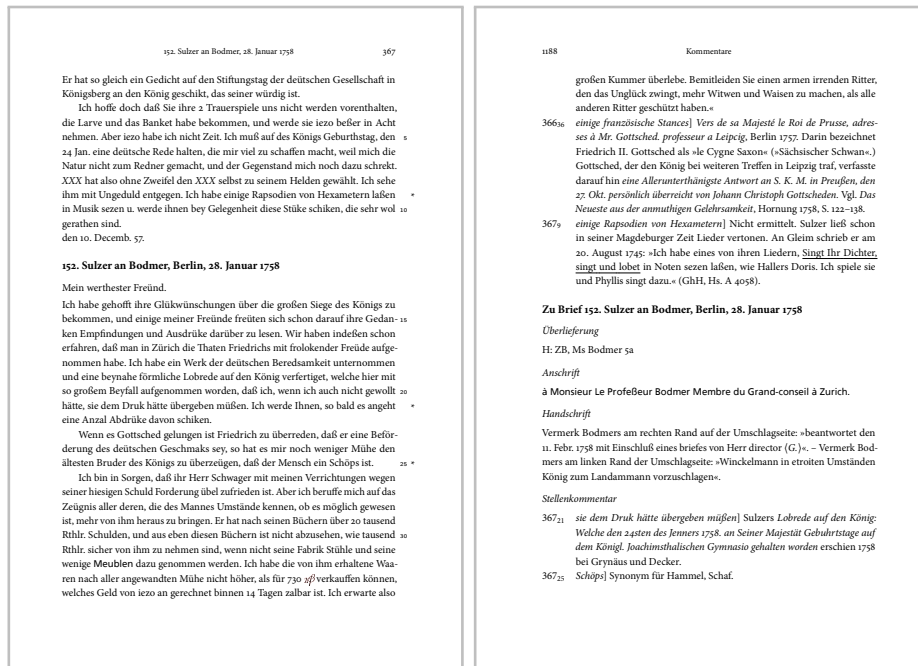 152. Sulzer an Bodmer, 28. Januar 1758 367
Er hat so gleich ein Gedicht auf den Stiftungstag der deütschen Gesellschaft in
Königsberg an den König geschikt, das seiner würdig ist.
Ich hoffe doch daß Sie ihre 2 Trauerspiele uns nicht werden vorenthalten,
die Larve und das Banket habe bekommen, und werde sie iezo beßer in Acht
nehmen. Aber iezo habe ich nicht Zeit. Ich muß auf des Königs Geburthstag, den 5
24 Jan. eine deütsche Rede halten, die mir viel zu schaffen macht, weil mich die
Natur nicht zum Redner gemacht, und der Gegenstand mich noch dazu schrekt.
XXX hat also ohne Zweifel den XXX selbst zu seinem Helden gewählt. Ich sehe
ihm mit Ungeduld entgegen. Ich habe einige Rapsodien von Hexametern laßen *
in Musik sezen u. werde ihnen bey Gelegenheit diese Stüke schiken, die sehr wol 10
gerathen sind.
den 10. Decemb. 57.
152. Sulzer an Bodmer, Berlin, 28. Januar 1758
Mein werthester Freünd.
Ich habe gehofft ihre Glükwünschungen über die großen Siege des Königs zu
bekommen, und einige meiner Freünde freüten sich schon darauf ihre Gedan- 15
ken Empfindungen und Ausdrüke darüber zu lesen. Wir haben indeßen schon
erfahren, daß man in Zürich die Thaten Friedrichs mit frolokender Freüde aufge-
nommen habe. Ich habe ein Werk der deütschen Beredsamkeit unternommen
und eine beynahe förmliche Lobrede auf den König verfertiget, welche hier mit
so großem Beyfall aufgenommen worden, daß ich, wenn ich auch nicht gewollt 20
hätte, sie dem Druk hätte übergeben müßen. Ich werde Ihnen, so bald es angeht *
eine Anzal Abdrüke davon schiken.
Wenn es Gottsched gelungen ist Friedrich zu überreden, daß er eine Beför-
derung des deütschen Geschmaks sey, so hat es mir noch weniger Mühe den
ältesten Bruder des Königs zu überzeügen, daß der Mensch ein Schöps ist. 25 *
Ich bin in Sorgen, daß ihr Herr Schwager mit meinen Verrichtungen wegen
seiner hiesigen Schuld Forderung übel zufrieden ist. Aber ich beruffe mich auf das
Zeügnis aller deren, die des Mannes Umstände kennen, ob es möglich gewesen
ist, mehr von ihm heraus zu bringen. Er hat nach seinen Büchern über 20 tausend
Rthlr. Schulden, und aus eben diesen Büchern ist nicht abzusehen, wie tausend 30
Rthlr. sicher von ihm zu nehmen sind, wenn nicht seine Fabrik Stühle und seine
wenige Meublen dazu genommen werden. Ich habe die von ihm erhaltene Waa-
ren nach aller angewandten Mühe nicht höher, als für 730 verkauffen können,
welches Geld von iezo an gerechnet binnen 14 Tagen zalbar ist. Ich erwarte also
1188 Kommentare
großen Kummer überlebe. Bemitleiden Sie einen armen irrenden Ritter,
den das Unglück zwingt, mehr Witwen und Waisen zu machen, als alle
anderen Ritter geschützt haben.«
366₃₆ einige französische Stances] Vers de sa Majesté le Roi de Prusse, adres-
ses à Mr. Gottsched. professeur a Leipzig, Berlin 1757. Darin bezeichnet
Friedrich II. Gottsched als »le Cygne Saxon« (»Sächsischer Schwan«.)
Gottsched, der den König bei weiteren Treffen in Leipzig traf, verfasste
darauf hin eine Allerunterthänigste Antwort an S. K. M. in Preußen, den
27. Okt. persönlich überreicht von Johann Christoph Gottscheden. Vgl. Das
Neueste aus der anmuthigen Gelehrsamkeit, Hornung 1758, S. 122–138.
367₉ einige Rapsodien von Hexametern] Nicht ermittelt. Sulzer ließ schon
in seiner Magdeburger Zeit Lieder vertonen. An Gleim schrieb er am
20. August 1745: »Ich habe eines von ihren Liedern, Singt Ihr Dichter,
singt und lobet in Noten sezen laßen, wie Hallers Doris. Ich spiele sie
und Phyllis singt dazu.« (GhH, Hs. A 4058).
Zu Brief 152. Sulzer an Bodmer, Berlin, 28. Januar 1758
Überlieferung
H: ZB, Ms Bodmer 5a
Anschrift
à Monsieur Le Profeßeur Bodmer Membre du Grand-conseil à Zurich.
Handschrift
Vermerk Bodmers am rechten Rand auf der Umschlagseite: »beantwortet den
11. Febr. 1758 mit Einschluß eines briefes von Herr director ⟨G.⟩«. – Vermerk Bod-
mers am linken Rand der Umschlagseite: »Winckelmann in etroiten Umständen
König zum Landammann vorzuschlagen«.
Stellenkommentar
367₂₁ sie dem Druk hätte übergeben müßen] Sulzers Lobrede auf den König:
Welche den 24sten des Jenners 1758. an Seiner Majestät Gebuhrtstage auf
dem Königl. Joachimsthalischen Gymnasio gehalten worden erschien 1758
bei Grynäus und Decker.
367₂₅ Schöps] Synonym für Hammel, Schaf.